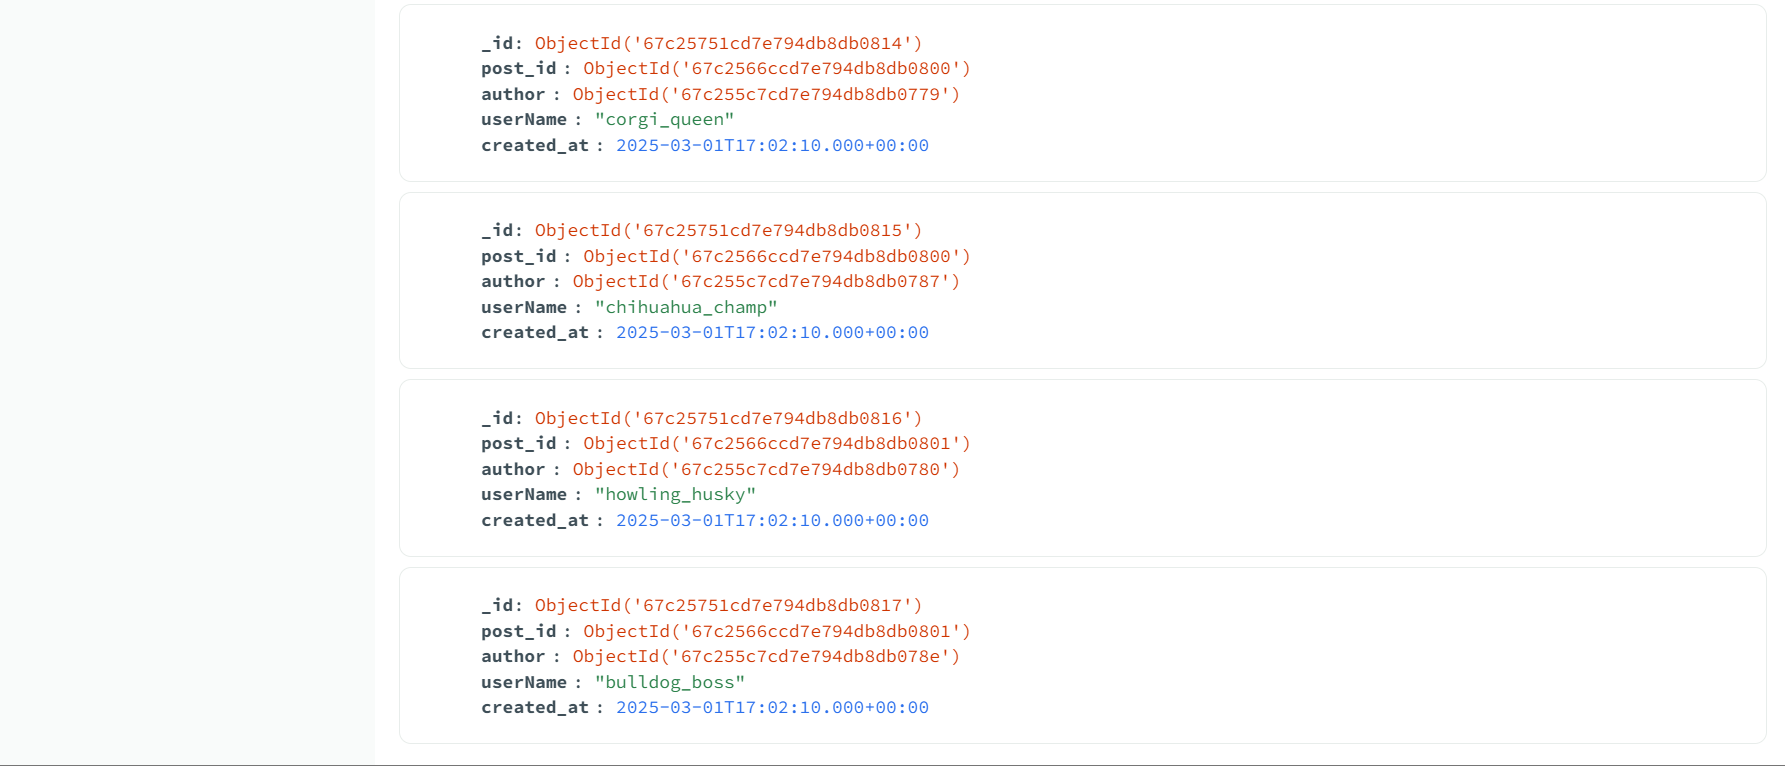 _id: ObjectId('67c25751cd7e794db8db0814')
post_id : ObjectId('67c2566ccd7e794db8db0800')
author : ObjectId('67c255c7cd7e794db8db0779')
userName : "corgi_queen"
created_at : 2025-03-01T17:02:10.000+00:00
_id: ObjectId('67c25751cd7e794db8db0815')
post_id : ObjectId('67c2566ccd7e794db8db0800')
author : ObjectId('67c255c7cd7e794db8db0787')
userName : "chihuahua_champ"
created_at : 2025-03-01T17:02:10.000+00:00
_id: ObjectId('67c25751cd7e794db8db0816')
post_id : ObjectId('67c2566ccd7e794db8db0801')
author : ObjectId('67c255c7cd7e794db8db0780')
userName : "howling_husky"
created_at : 2025-03-01T17:02:10.000+00:00
_id: ObjectId('67c25751cd7e794db8db0817')
post_id : ObjectId('67c2566ccd7e794db8db0801')
author : ObjectId('67c255c7cd7e794db8db078e')
userName : "bulldog_boss"
created_at : 2025-03-01T17:02:10.000+00:00